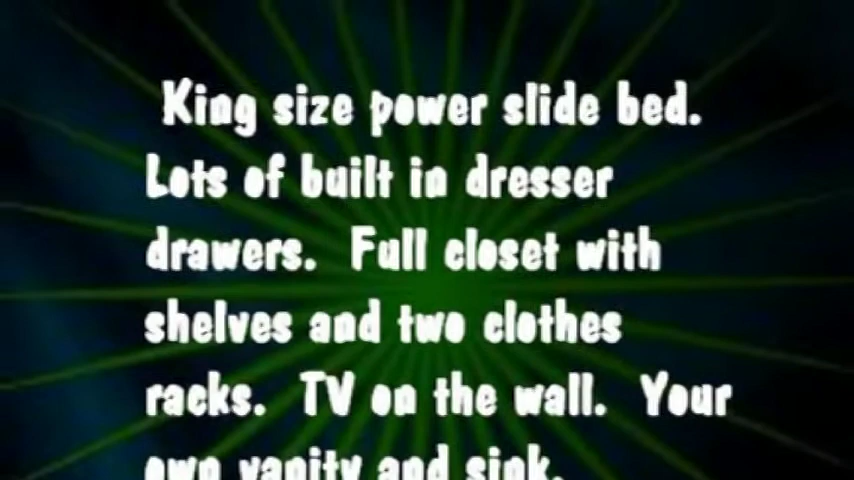 King size power slide bed.
Lots of built in dresser
drawers. Full closet with
shelves and two clothes
racks. TV on the wall. Your
own vanity and sink.